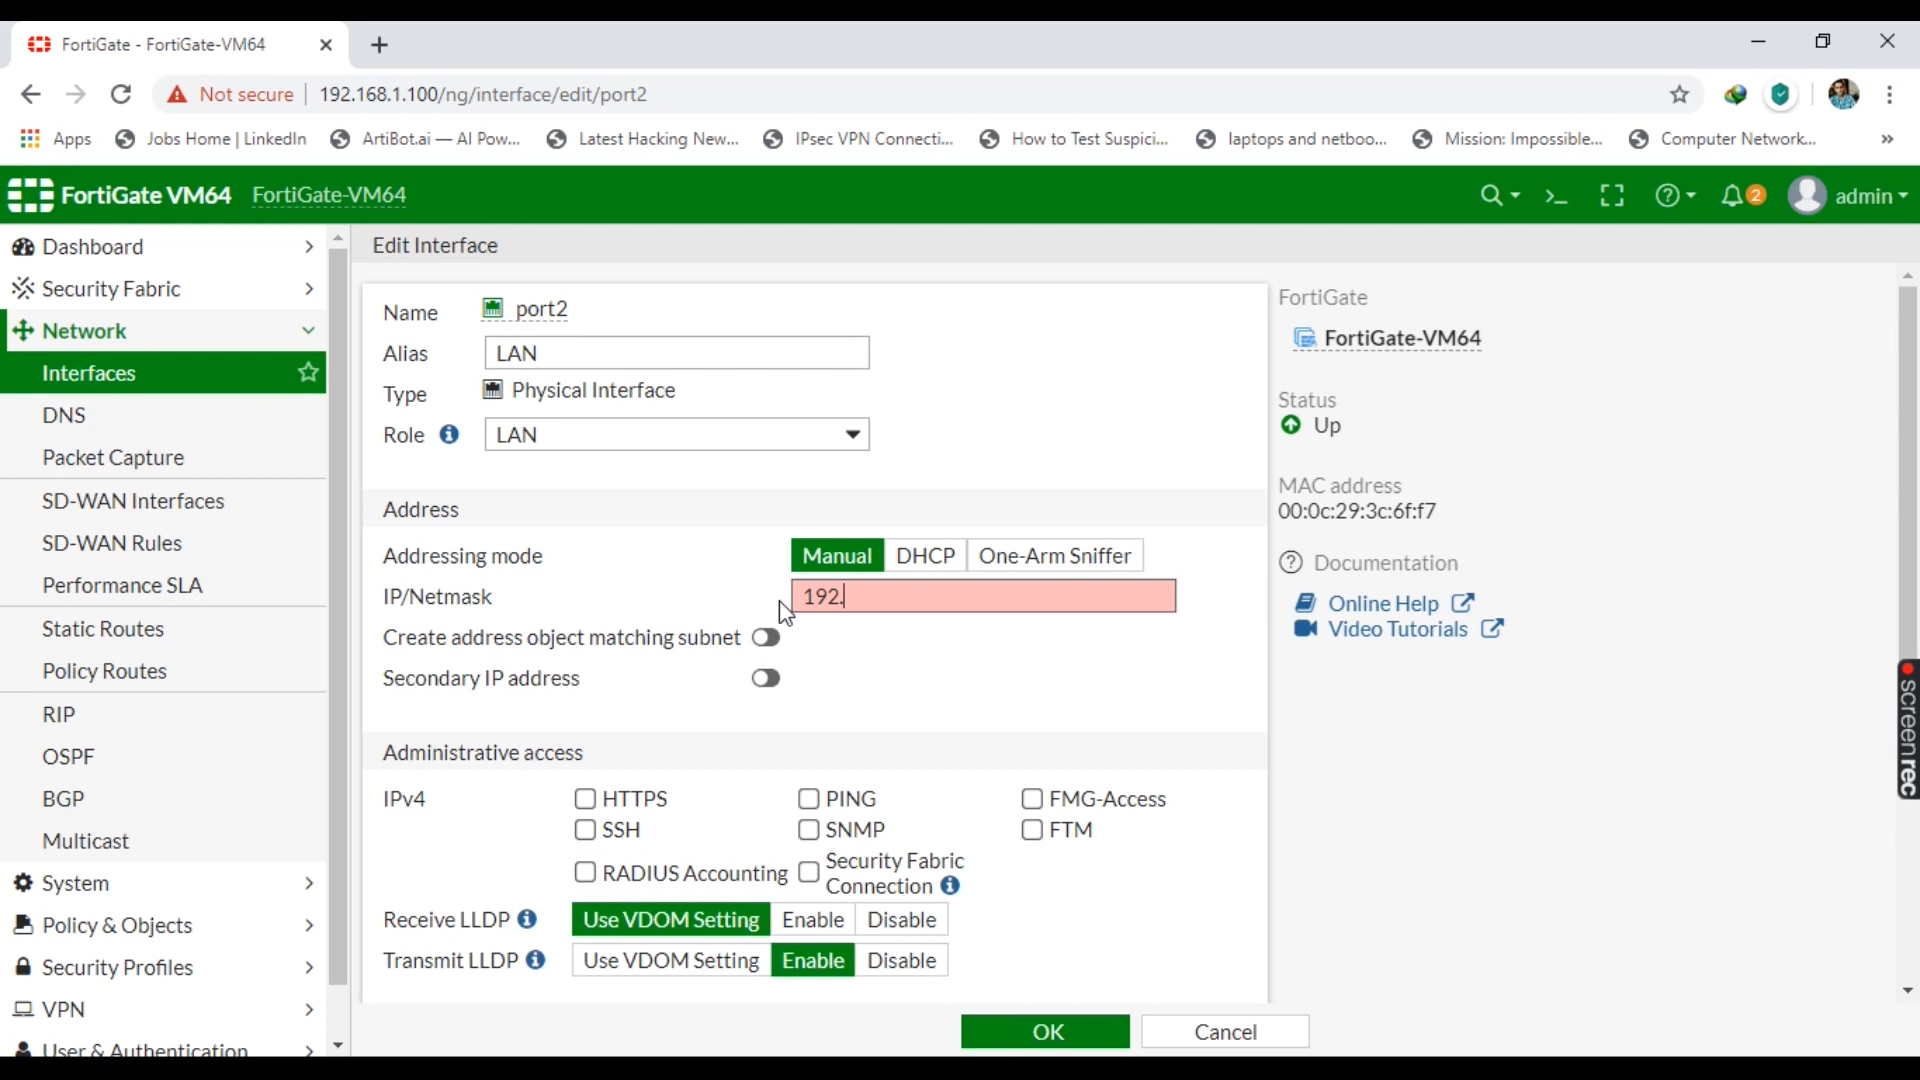 FortiGate - FortiGate-VM64
Not secure 192.168.1.100/ng/interface/edit/port2
Apps Jobs Home | LinkedIn ArtiBot.ai — AI Pow... Latest Hacking New... IPsec VPN Connecti... How to Test Suspici... laptops and netboo... Mission: Impossible... Computer Network... »
FortiGate VM64 FortiGate-VM64 2 admin
Dashboard
Security Fabric
Network
Interfaces
DNS
Packet Capture
SD-WAN Interfaces
SD-WAN Rules
Performance SLA
Static Routes
Policy Routes
RIP
OSPF
BGP
Multicast
System
Policy & Objects
Security Profiles
VPN
User & Authentication
Edit Interface
Name port2
Alias LAN
Type Physical Interface
Role LAN
Address
Addressing mode Manual DHCP One-Arm Sniffer
IP/Netmask 192.
Create address object matching subnet
Secondary IP address
Administrative access
IPv4 HTTPS PING FMG-Access
SSH SNMP FTM
RADIUS Accounting Security Fabric
Connection
Receive LLDP Use VDOM Setting Enable Disable
Transmit LLDP Use VDOM Setting Enable Disable
OK Cancel
FortiGate
FortiGate-VM64
Status
Up
MAC address
00:0c:29:3c:6f:f7
Documentation
Online Help
Video Tutorials
screenrec